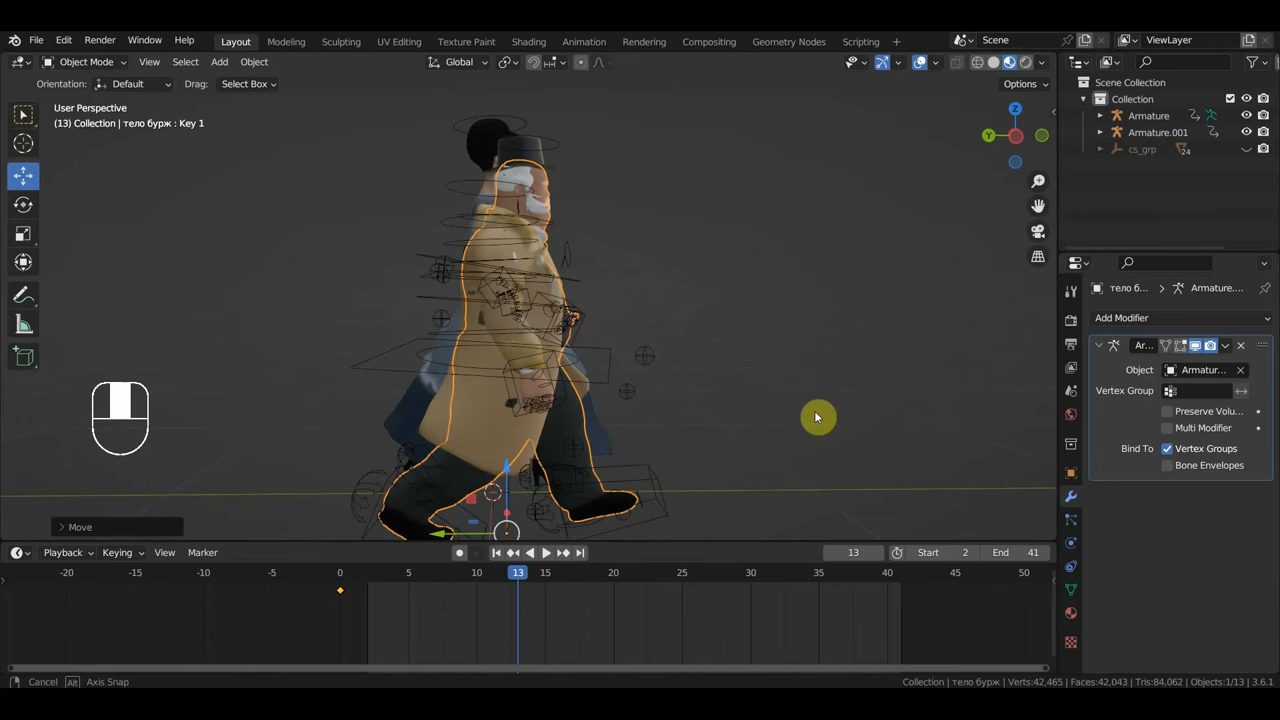 File Edit Render Window Help
Layout Modeling Sculpting UV Editing Texture Paint Shading Animation Rendering Compositing Geometry Nodes Scripting +
Scene
ViewLayer
Object Mode View Select Add Object
Global
Orientation: Default Drag: Select Box
Options
User Perspective
(13) Collection | тело бурж : Key 1
Z
Y
Move
Scene Collection
Collection
Armature
Armature.001
cs_grp
24
тело б... Armature....
Add Modifier
Ar...
Object Armatur...
Vertex Group
Preserve Volu...
Multi Modifier
Bind To Vertex Groups
Bone Envelopes
Playback Keying View Marker
13 Start 2 End 41
-20 -15 -10 -5 0 5 10 13 15 20 25 30 35 40 45 50
Cancel Alt Axis Snap
Collection | тело бурж | Verts:42,465 | Faces:42,043 | Tris:84,062 | Objects:1/13 | 3.6.1